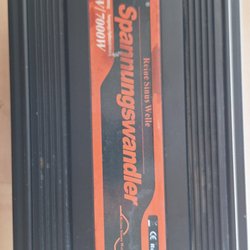 Reine Sinus Welle
Spannungswandler
V/7000W
CE